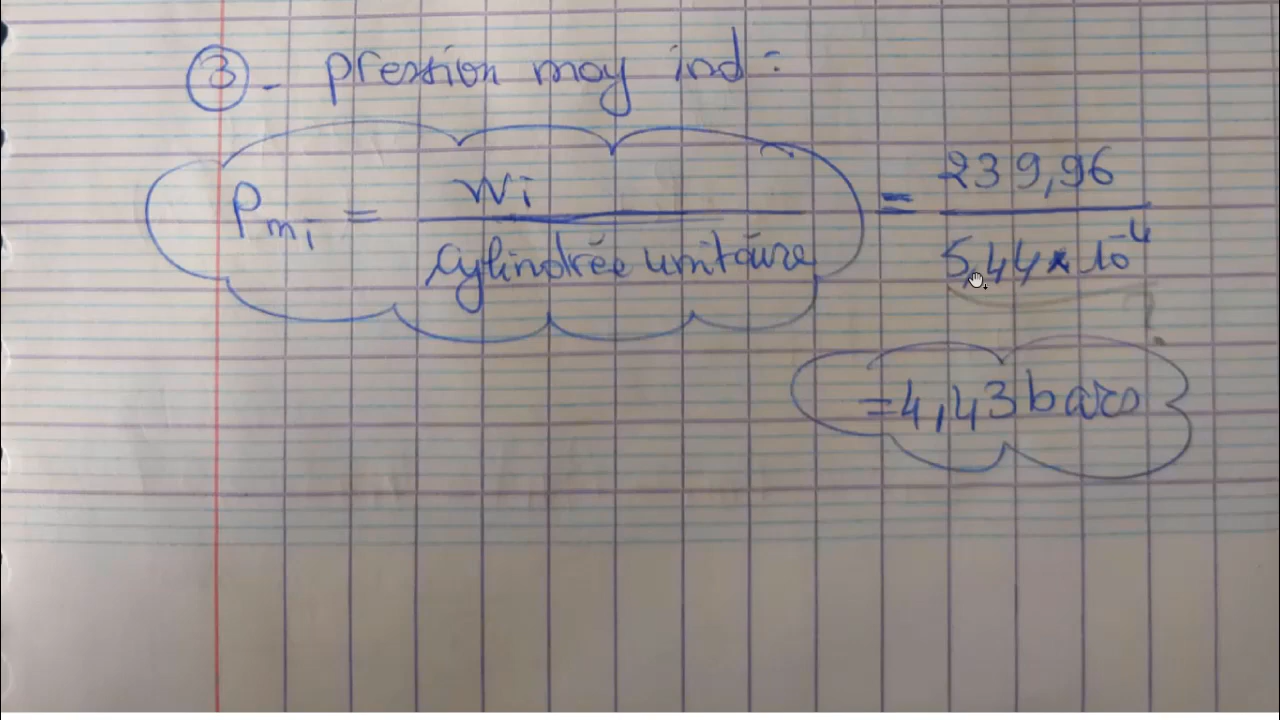 ③- pression moy ind :
Pmi = Wi / cylindrée unitaire = 239,96 / 5,44 × 10⁻⁴
= 4,43 bars